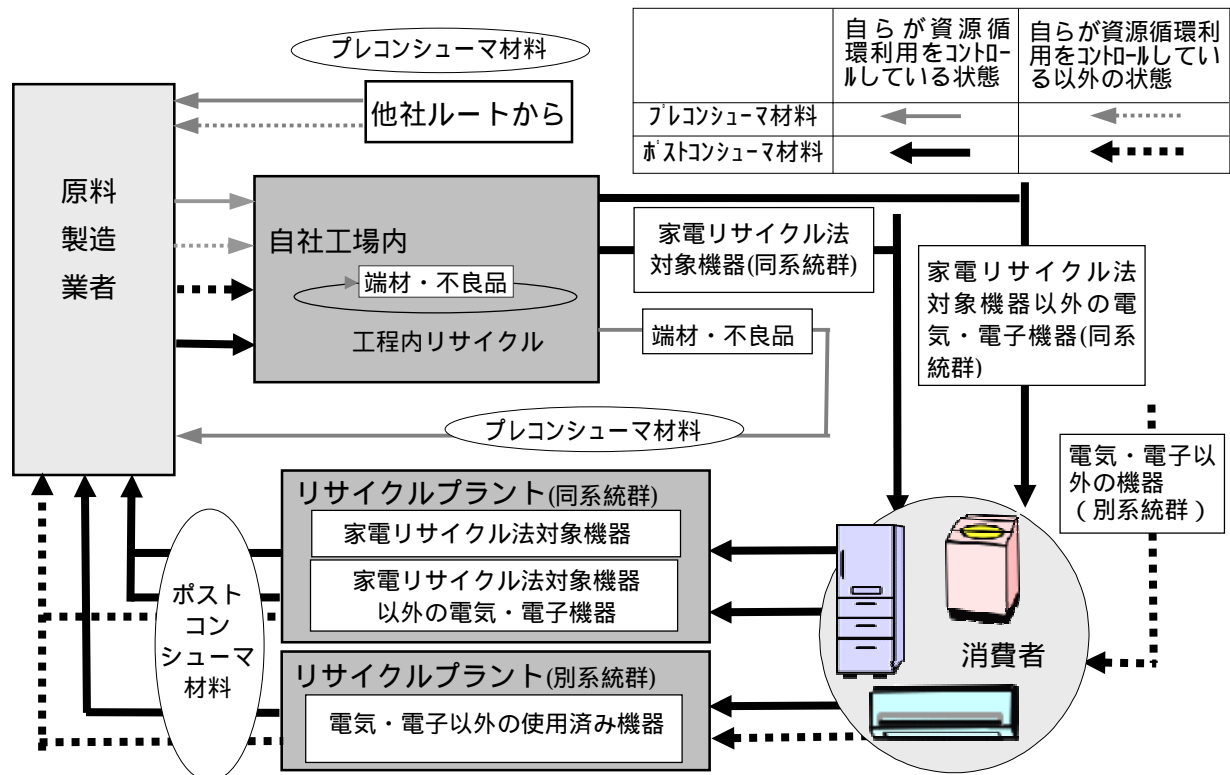 プレコンシューマ材料
他社ルートから
自らが資源循
環利用をコントロー
ルしている状態
自らが資源循環利
用をコントロールしてい
る以外の状態
プレコンシューマ材料
ポストコンシューマ材料
原料
製造
業者
自社工場内
端材・不良品
工程内リサイクル
家電リサイクル法
対象機器(同系統群)
端材・不良品
家電リサイクル法
対象機器以外の電
気・電子機器(同系
統群)
プレコンシューマ材料
電気・電子以
外の機器
(別系統群)
リサイクルプラント(同系統群)
家電リサイクル法対象機器
家電リサイクル法対象機器
以外の電気・電子機器
ポスト
コン
シューマ
材料
消費者
リサイクルプラント(別系統群)
電気・電子以外の使用済み機器